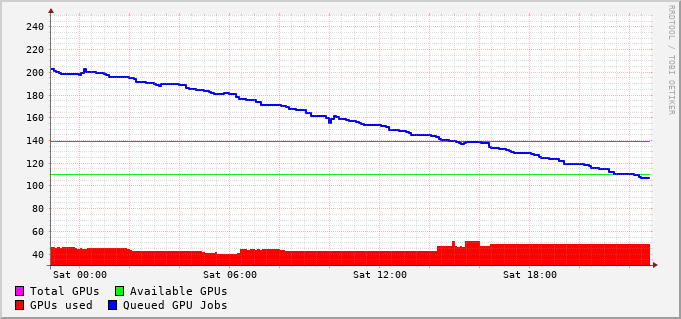 240
220
200
180
160
140
120
100
80
60
40
Sat 00:00 Sat 06:00 Sat 12:00 Sat 18:00
Total GPUs Available GPUs
GPUs used Queued GPU Jobs
RRDTOOL / TOBI OETIKER